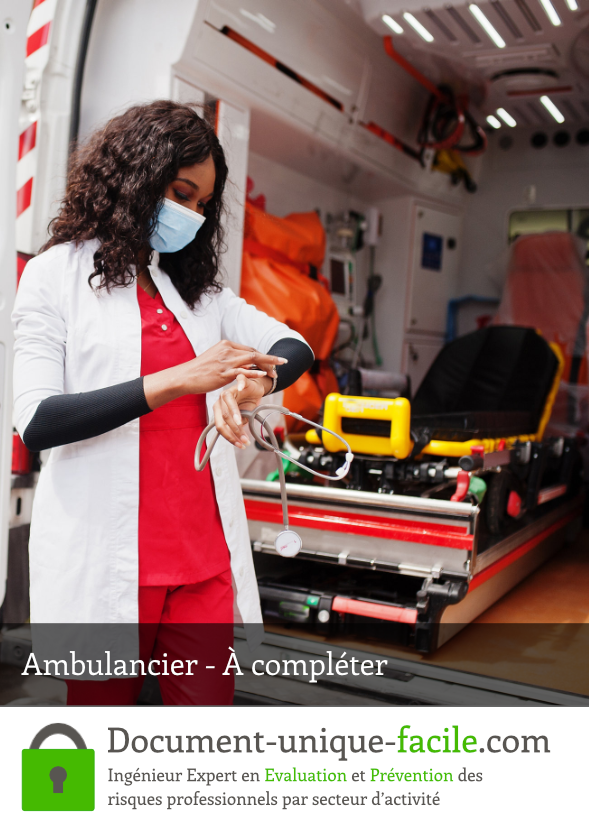 Ambulancier - À compléter
Document-unique-facile.com
Ingénieur Expert en Evaluation et Prévention des
risques professionnels par secteur d'activité